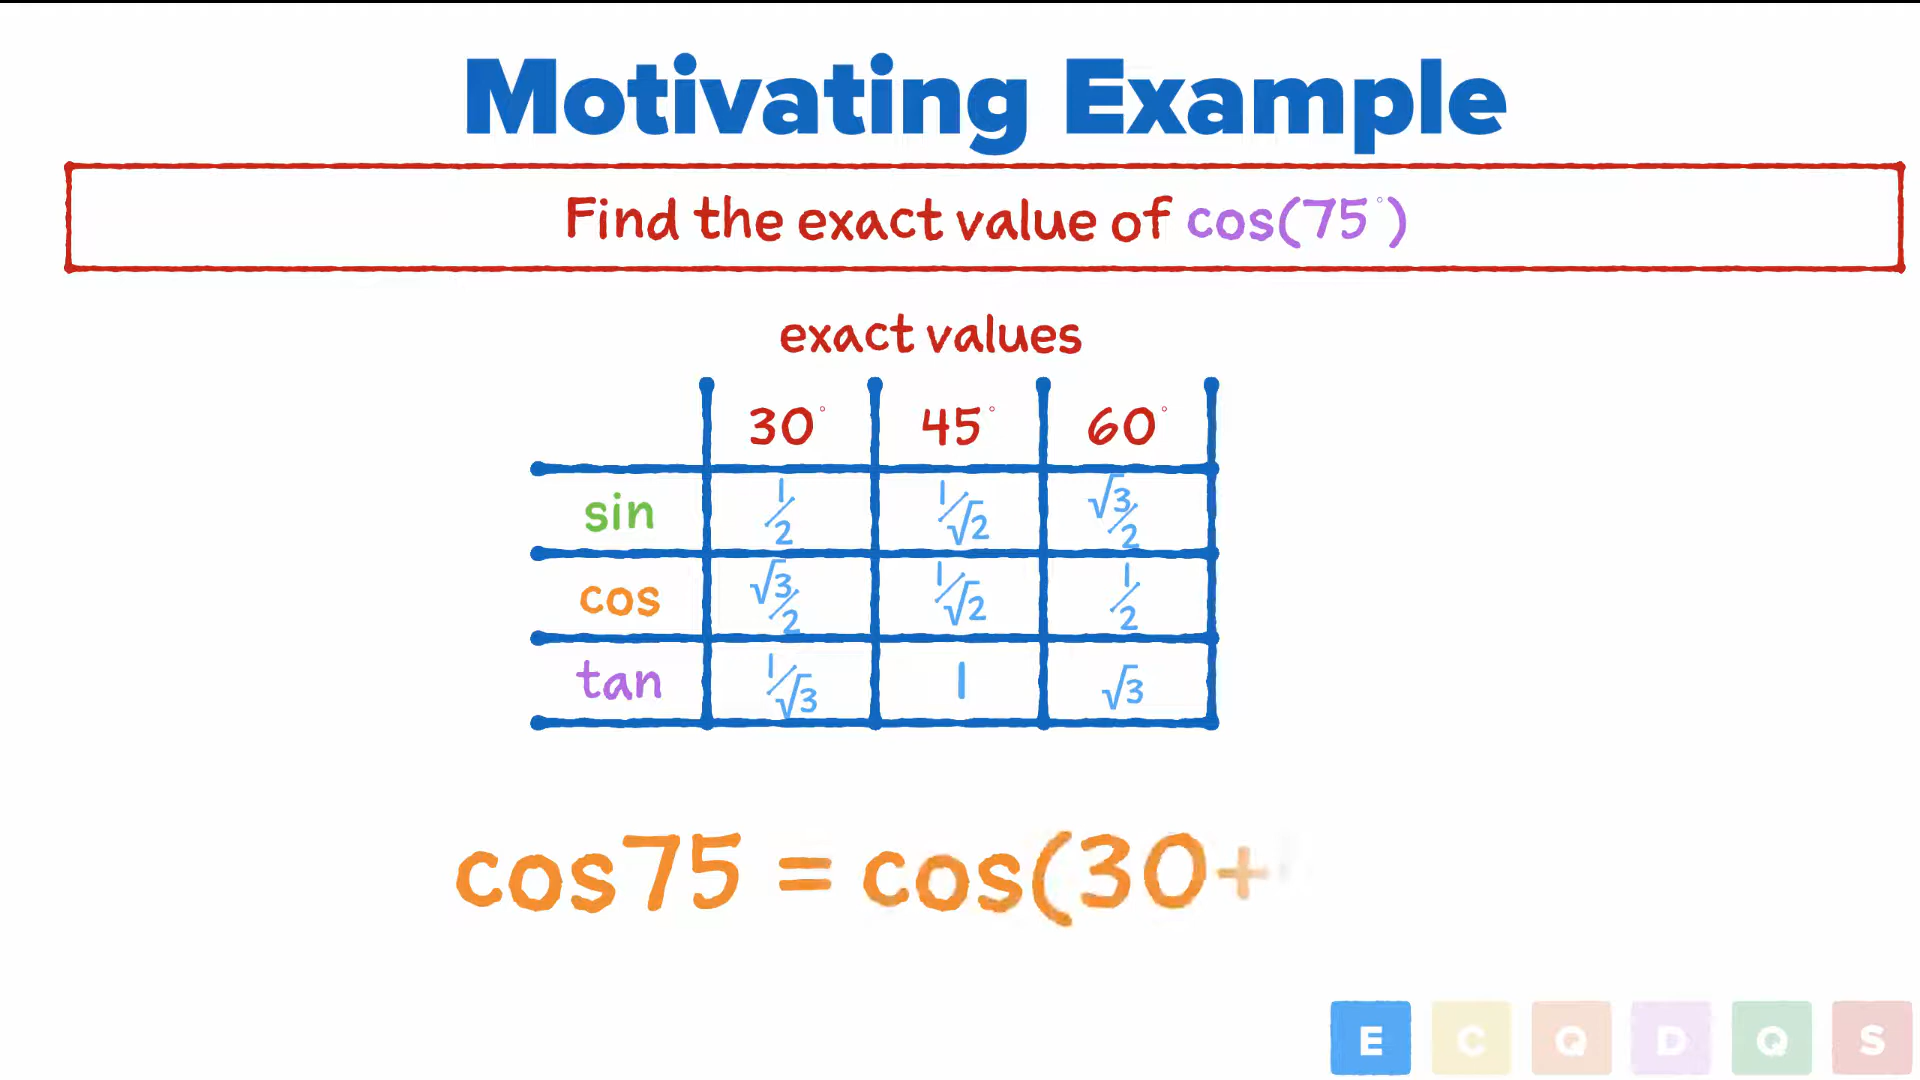 Motivating Example
Find the exact value of cos(75°)
exact values
30° 45° 60°
sin 1/2 1/√2 √3/2
cos √3/2 1/√2 1/2
tan 1/√3 1 √3
cos75 = cos(30+
E C Q D Q S